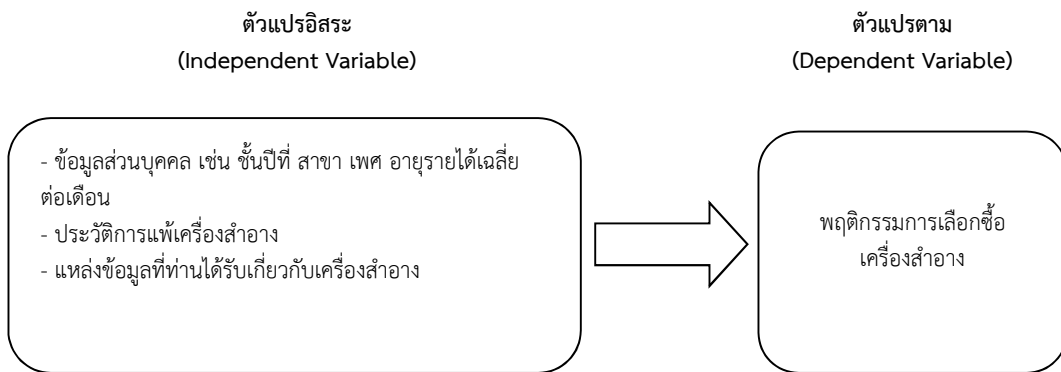 ตัวแปรอิสระ
(Independent Variable)
ตัวแปรตาม
(Dependent Variable)
- ข้อมูลส่วนบุคคล เช่น ชั้นปีที่ สาขา เพศ อายุรายได้เฉลี่ย
ต่อเดือน
- ประวัติการแพ้เครื่องสำอาง
- แหล่งข้อมูลที่ท่านได้รับเกี่ยวกับเครื่องสำอาง
พฤติกรรมการเลือกซื้อ
เครื่องสำอาง